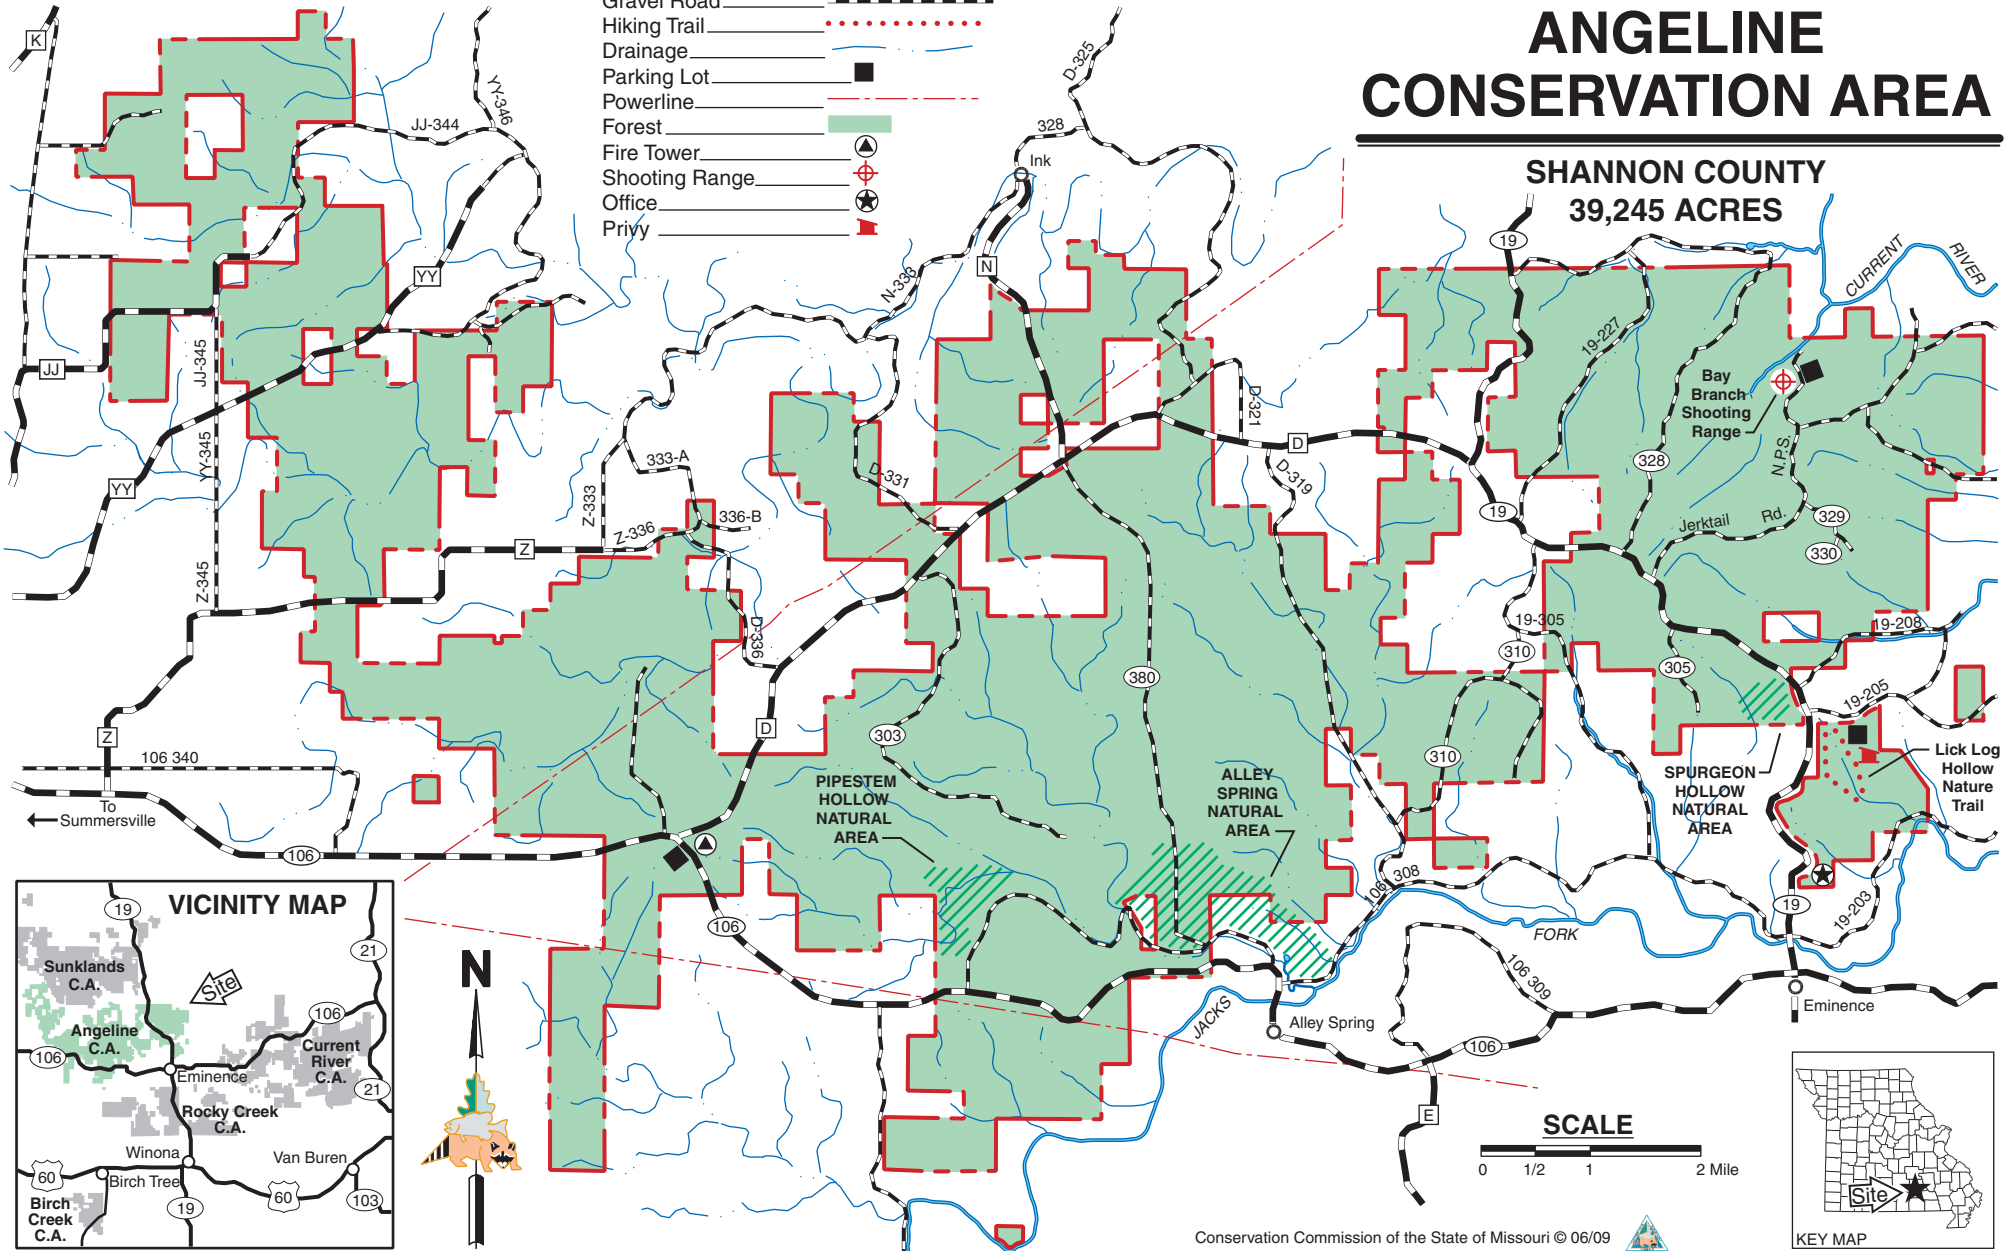 ANGELINE
CONSERVATION AREA
SHANNON COUNTY
39,245 ACRES
Gravel Road
Hiking Trail
Drainage
Parking Lot
Powerline
Forest
Fire Tower
Shooting Range
Office
Privy
K
JJ-344
YY-346
YY
JJ
JJ-345
YY-345
YY
Z-345
Z
Z
106 340
To
Summersville
106
D-325
328
Ink
N-333
N
333-A
Z-333
Z-336
336-B
D-336
D
D-331
D-321
D
D-319
380
303
PIPESTEM
HOLLOW
NATURAL
AREA
ALLEY
SPRING
NATURAL
AREA
106
19
CURRENT
RIVER
19-227
Bay
Branch
Shooting
Range
N.P.S.
328
19
Jerktail
Rd.
329
330
19-305
310
305
19-208
19-205
310
SPURGEON
HOLLOW
NATURAL
AREA
Lick Log
Hollow
Nature
Trail
106
308
19
19-203
JACKS
FORK
106 309
Alley Spring
106
Eminence
E
VICINITY MAP
19
21
Sunklands
C.A.
Site
Angeline
C.A.
106
106
Current
River
C.A.
Eminence
21
Rocky Creek
C.A.
Winona
Van Buren
60
Birch Tree
60
103
19
Birch
Creek
C.A.
N
SCALE
0 1/2 1 2 Mile
Site
KEY MAP
Conservation Commission of the State of Missouri © 06/09